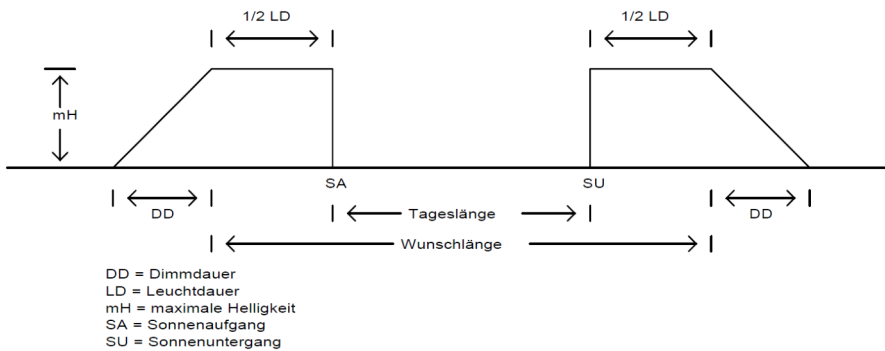 1/2 LD 1/2 LD
mH
SA SU
DD Tageslänge DD
Wunschlänge
DD = Dimmdauer
LD = Leuchtdauer
mH = maximale Helligkeit
SA = Sonnenaufgang
SU = Sonnenuntergang